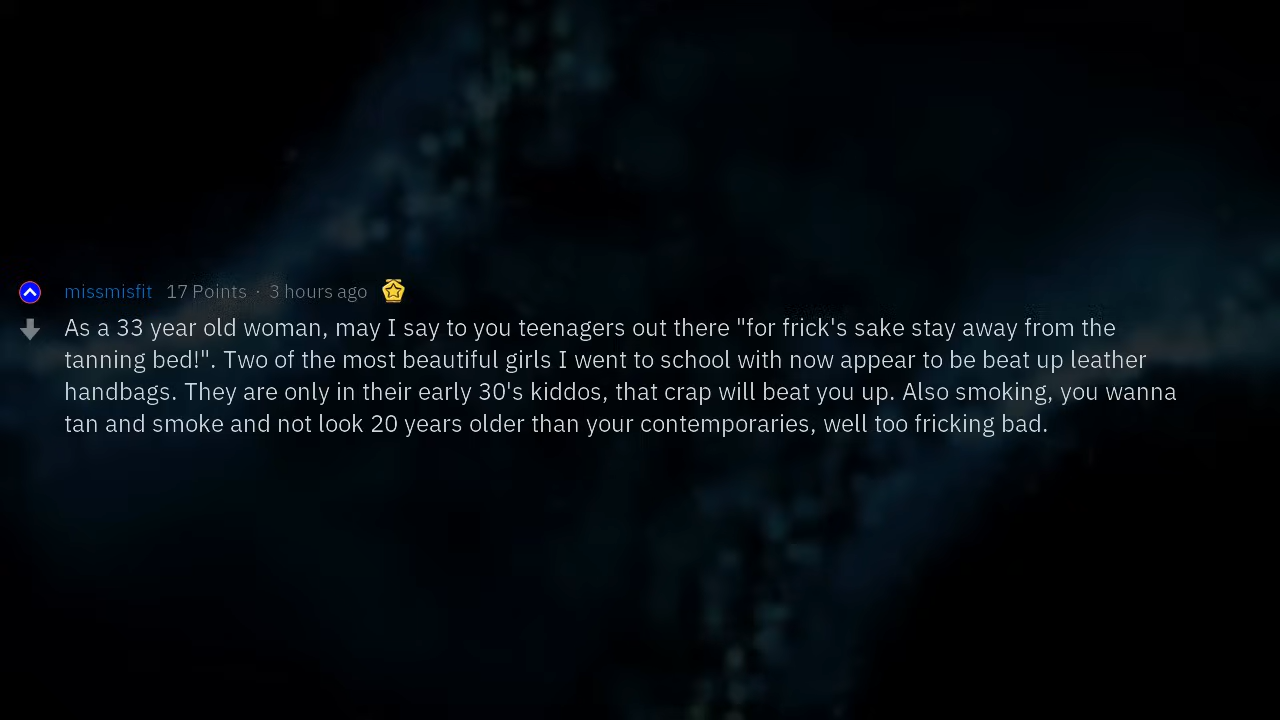 missmisfit 17 Points · 3 hours ago
As a 33 year old woman, may I say to you teenagers out there "for frick's sake stay away from the
tanning bed!". Two of the most beautiful girls I went to school with now appear to be beat up leather
handbags. They are only in their early 30's kiddos, that crap will beat you up. Also smoking, you wanna
tan and smoke and not look 20 years older than your contemporaries, well too fricking bad.